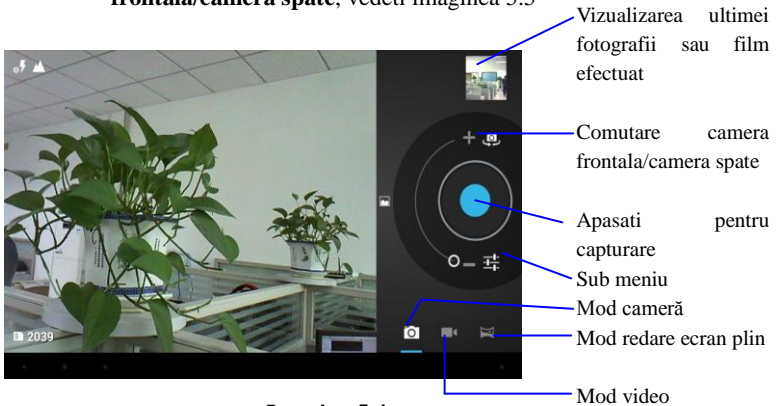 frontala/camera spate, vedeti imaginea 5.3
Vizualizarea ultimei
fotografii sau film
efectuat
Comutare camera
frontala/camera spate
Apasati pentru
capturare
Sub meniu
Mod cameră
Mod redare ecran plin
Mod video
2039